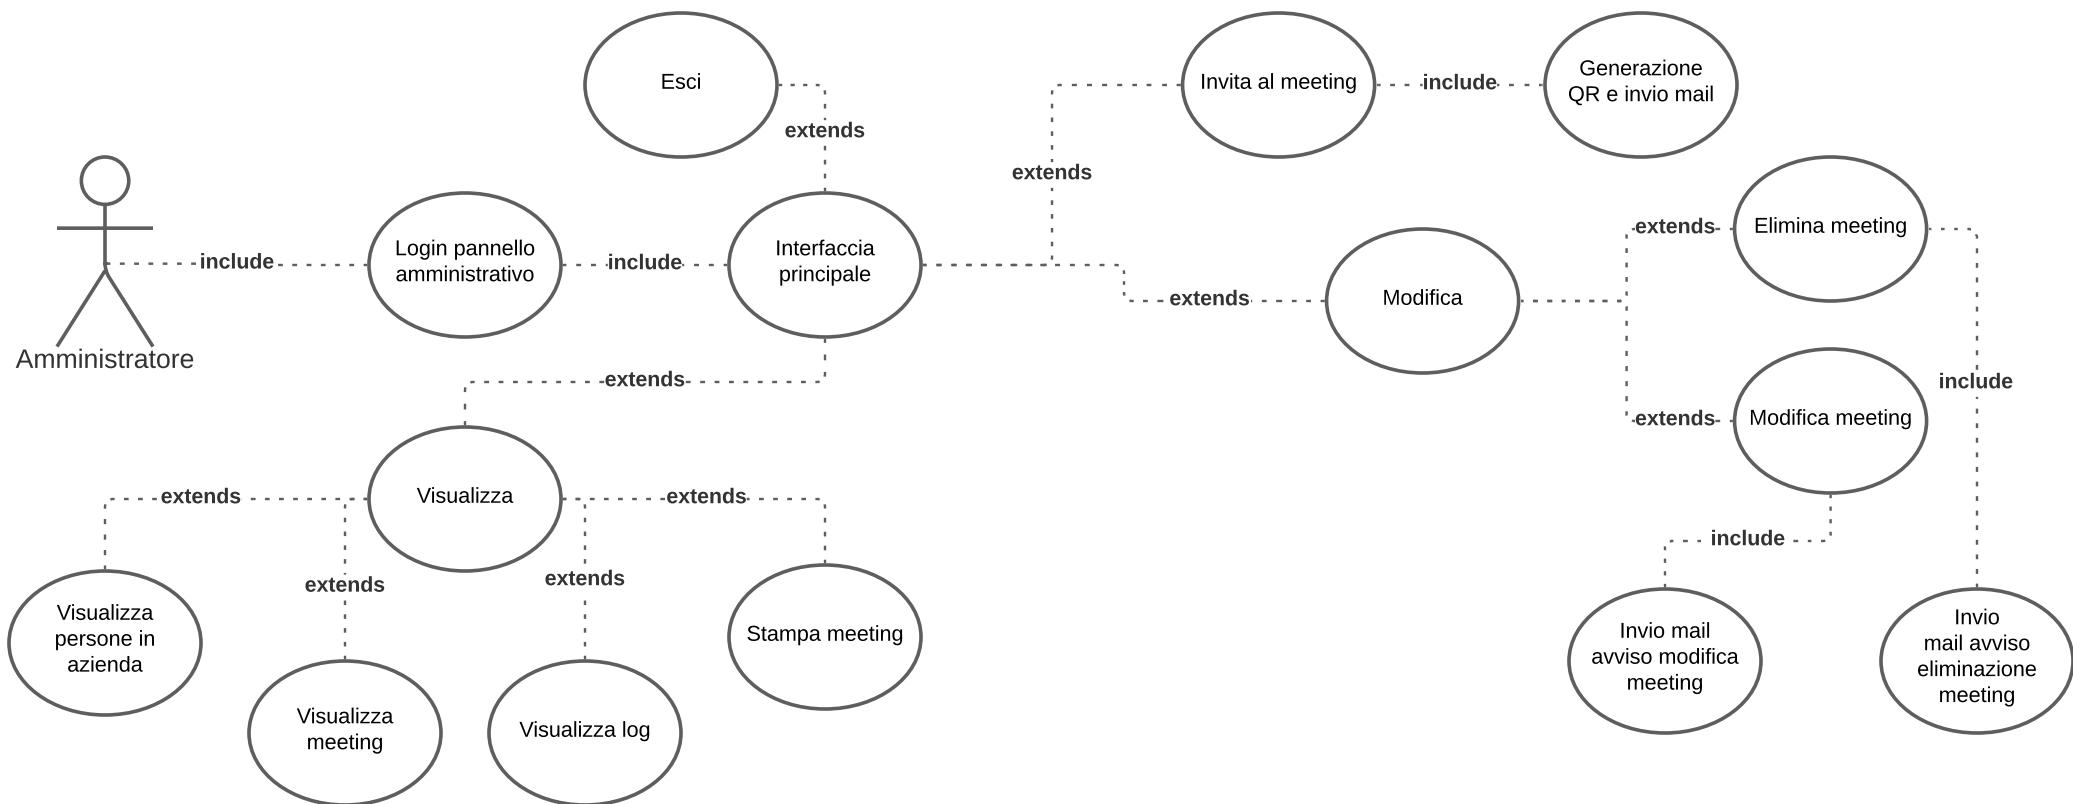 Esci
Invita al meeting
include
Generazione
QR e invio mail
extends
extends
Amministratore
include
Login pannello
amministrativo
include
Interfaccia
principale
extends
Modifica
extends
Elimina meeting
extends
Modifica meeting
include
extends
Visualizza
extends
extends
extends
extends
include
Visualizza
persone in
azienda
Visualizza
meeting
Visualizza log
Stampa meeting
Invio mail
avviso modifica
meeting
Invio
mail avviso
eliminazione
meeting